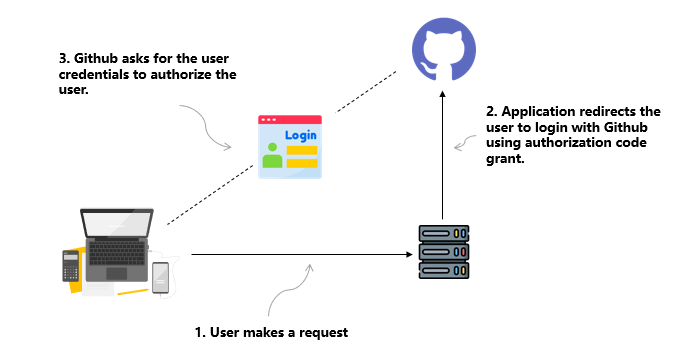 3. Github asks for the user
credentials to authorize the
user.
Login
2. Application redirects the
user to login with Github
using authorization code
grant.
1. User makes a request